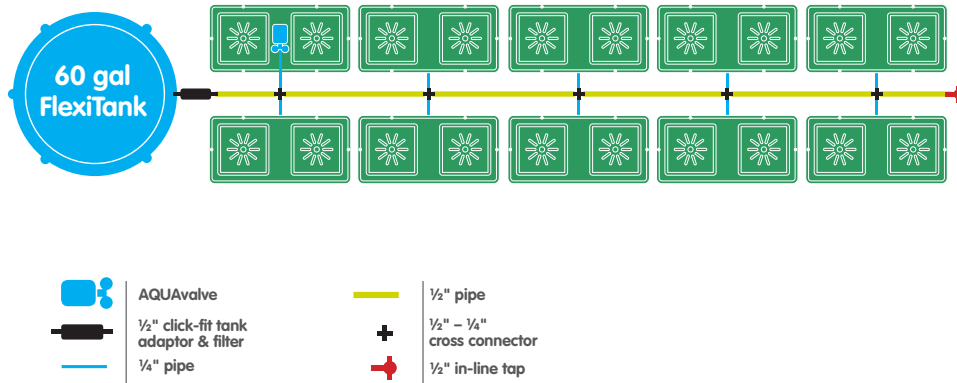 60 gal
FlexiTank
AQUAvalve
½" click-fit tank
adaptor & filter
¼" pipe
½" pipe
½" – ¼"
cross connector
½" in-line tap